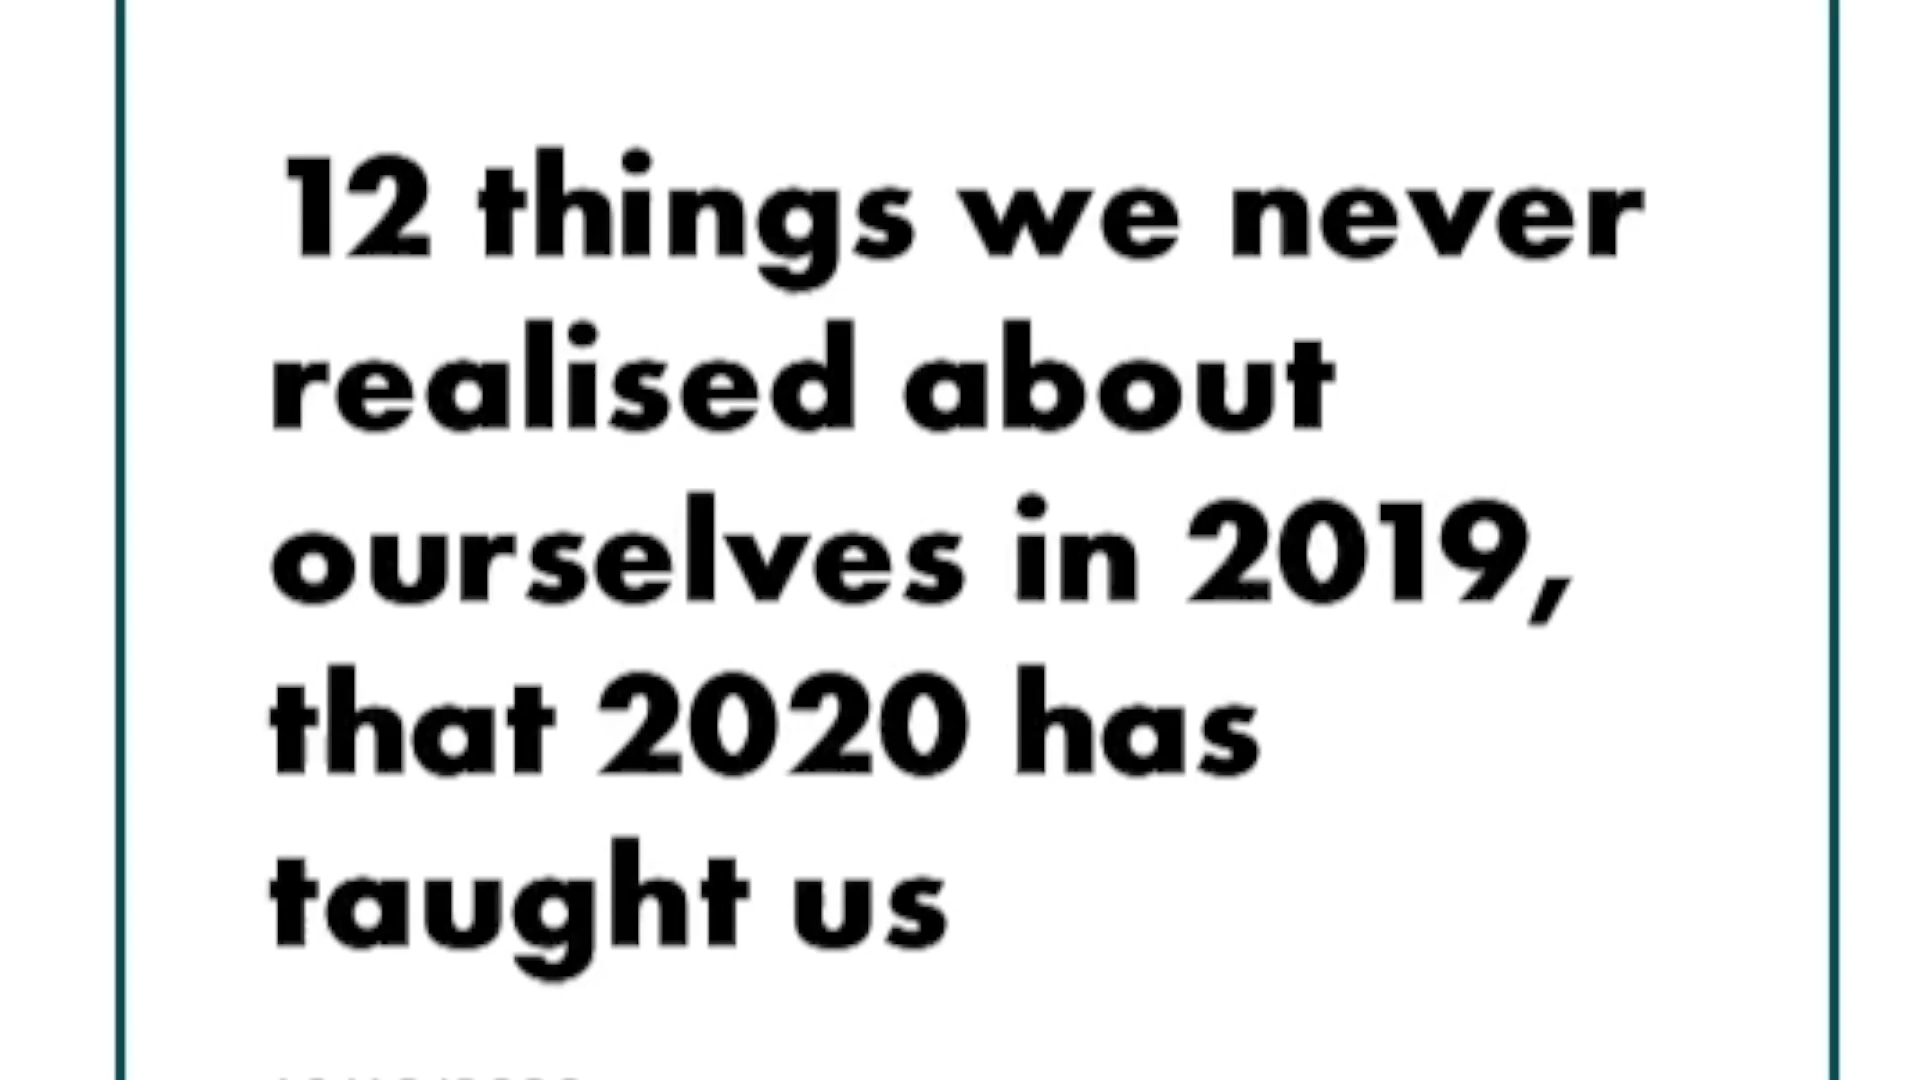 12 things we never
realised about
ourselves in 2019,
that 2020 has
taught us